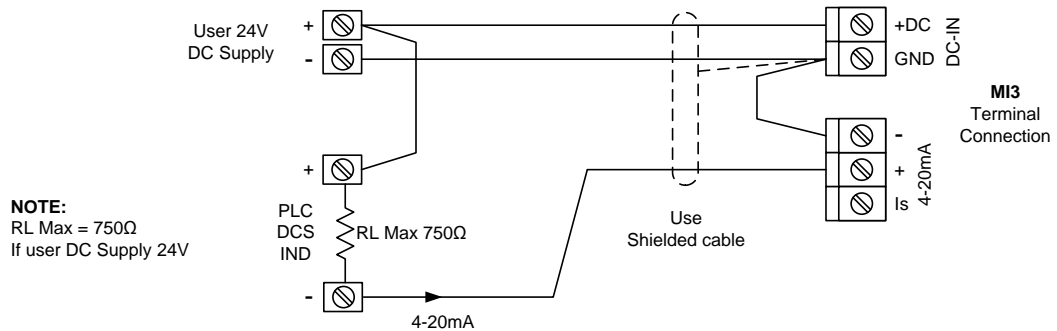 User 24V
DC Supply
+
-
+DC
GND
DC-IN
MI3
Terminal
Connection
-
+
Is
4-20mA
+
PLC
DCS
IND
RL Max 750Ω
-
4-20mA
Use
Shielded cable
NOTE:
RL Max = 750Ω
If user DC Supply 24V